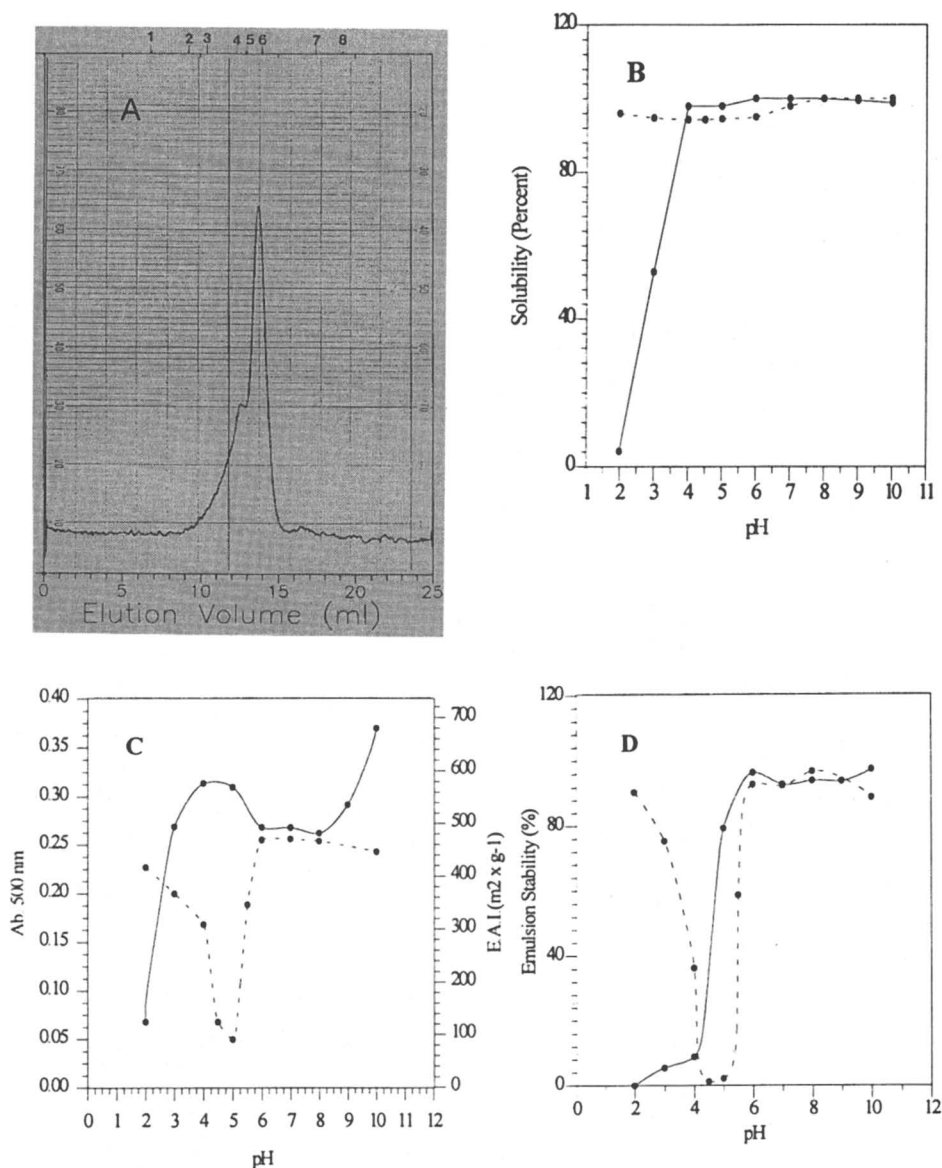 1 2 3 4 5 6 7 8
A
0 5 10 15 20 25
Elution Volume (ml)
120
80
40
0
B
Solubility (Percent)
1 2 3 4 5 6 7 8 9 10 11
pH
0.40
0.35
0.30
0.25
0.20
0.15
0.10
0.05
0.00
Ab 500 nm
C
700
600
500
400
300
200
100
0
E.A.I. (m2 x g-1)
0 1 2 3 4 5 6 7 8 9 10 11 12
pH
120
80
40
0
D
Emulsion Stability (%)
0 2 4 6 8 10 12
pH